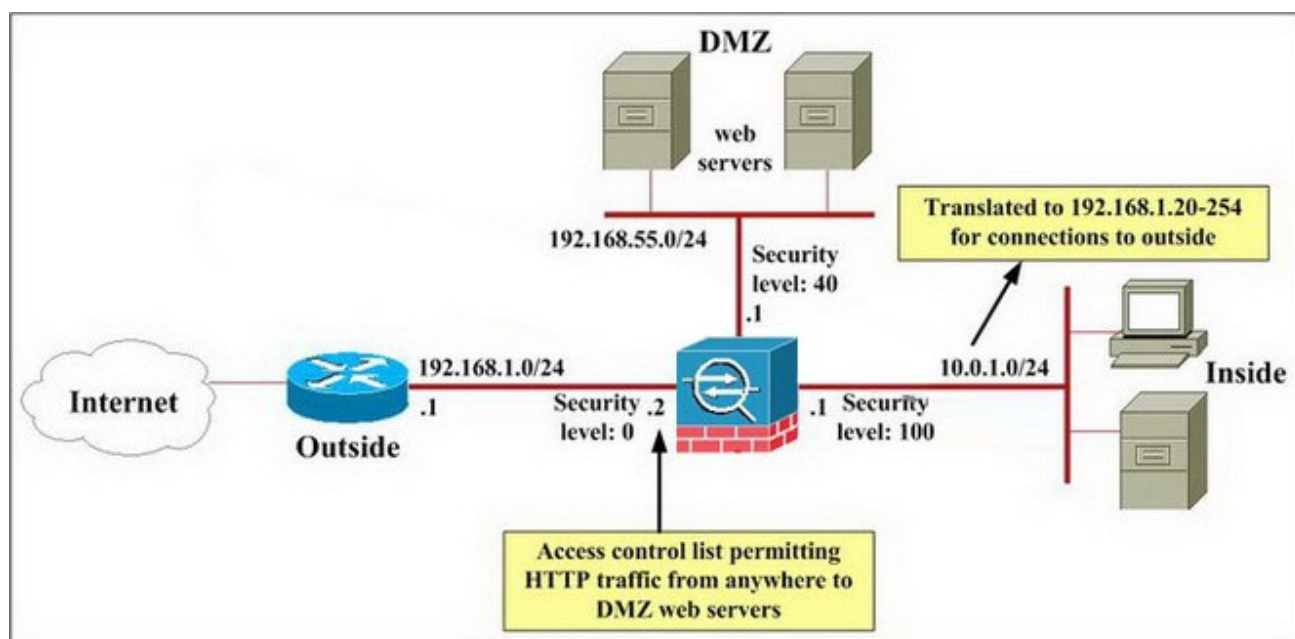 DMZ
web
servers
192.168.55.0/24
Security
level: 40
.1
Translated to 192.168.1.20-254
for connections to outside
Internet
Outside
192.168.1.0/24
.1
Security
level: 0
.2
.1
Security
level: 100
10.0.1.0/24
Inside
Access control list permitting
HTTP traffic from anywhere to
DMZ web servers